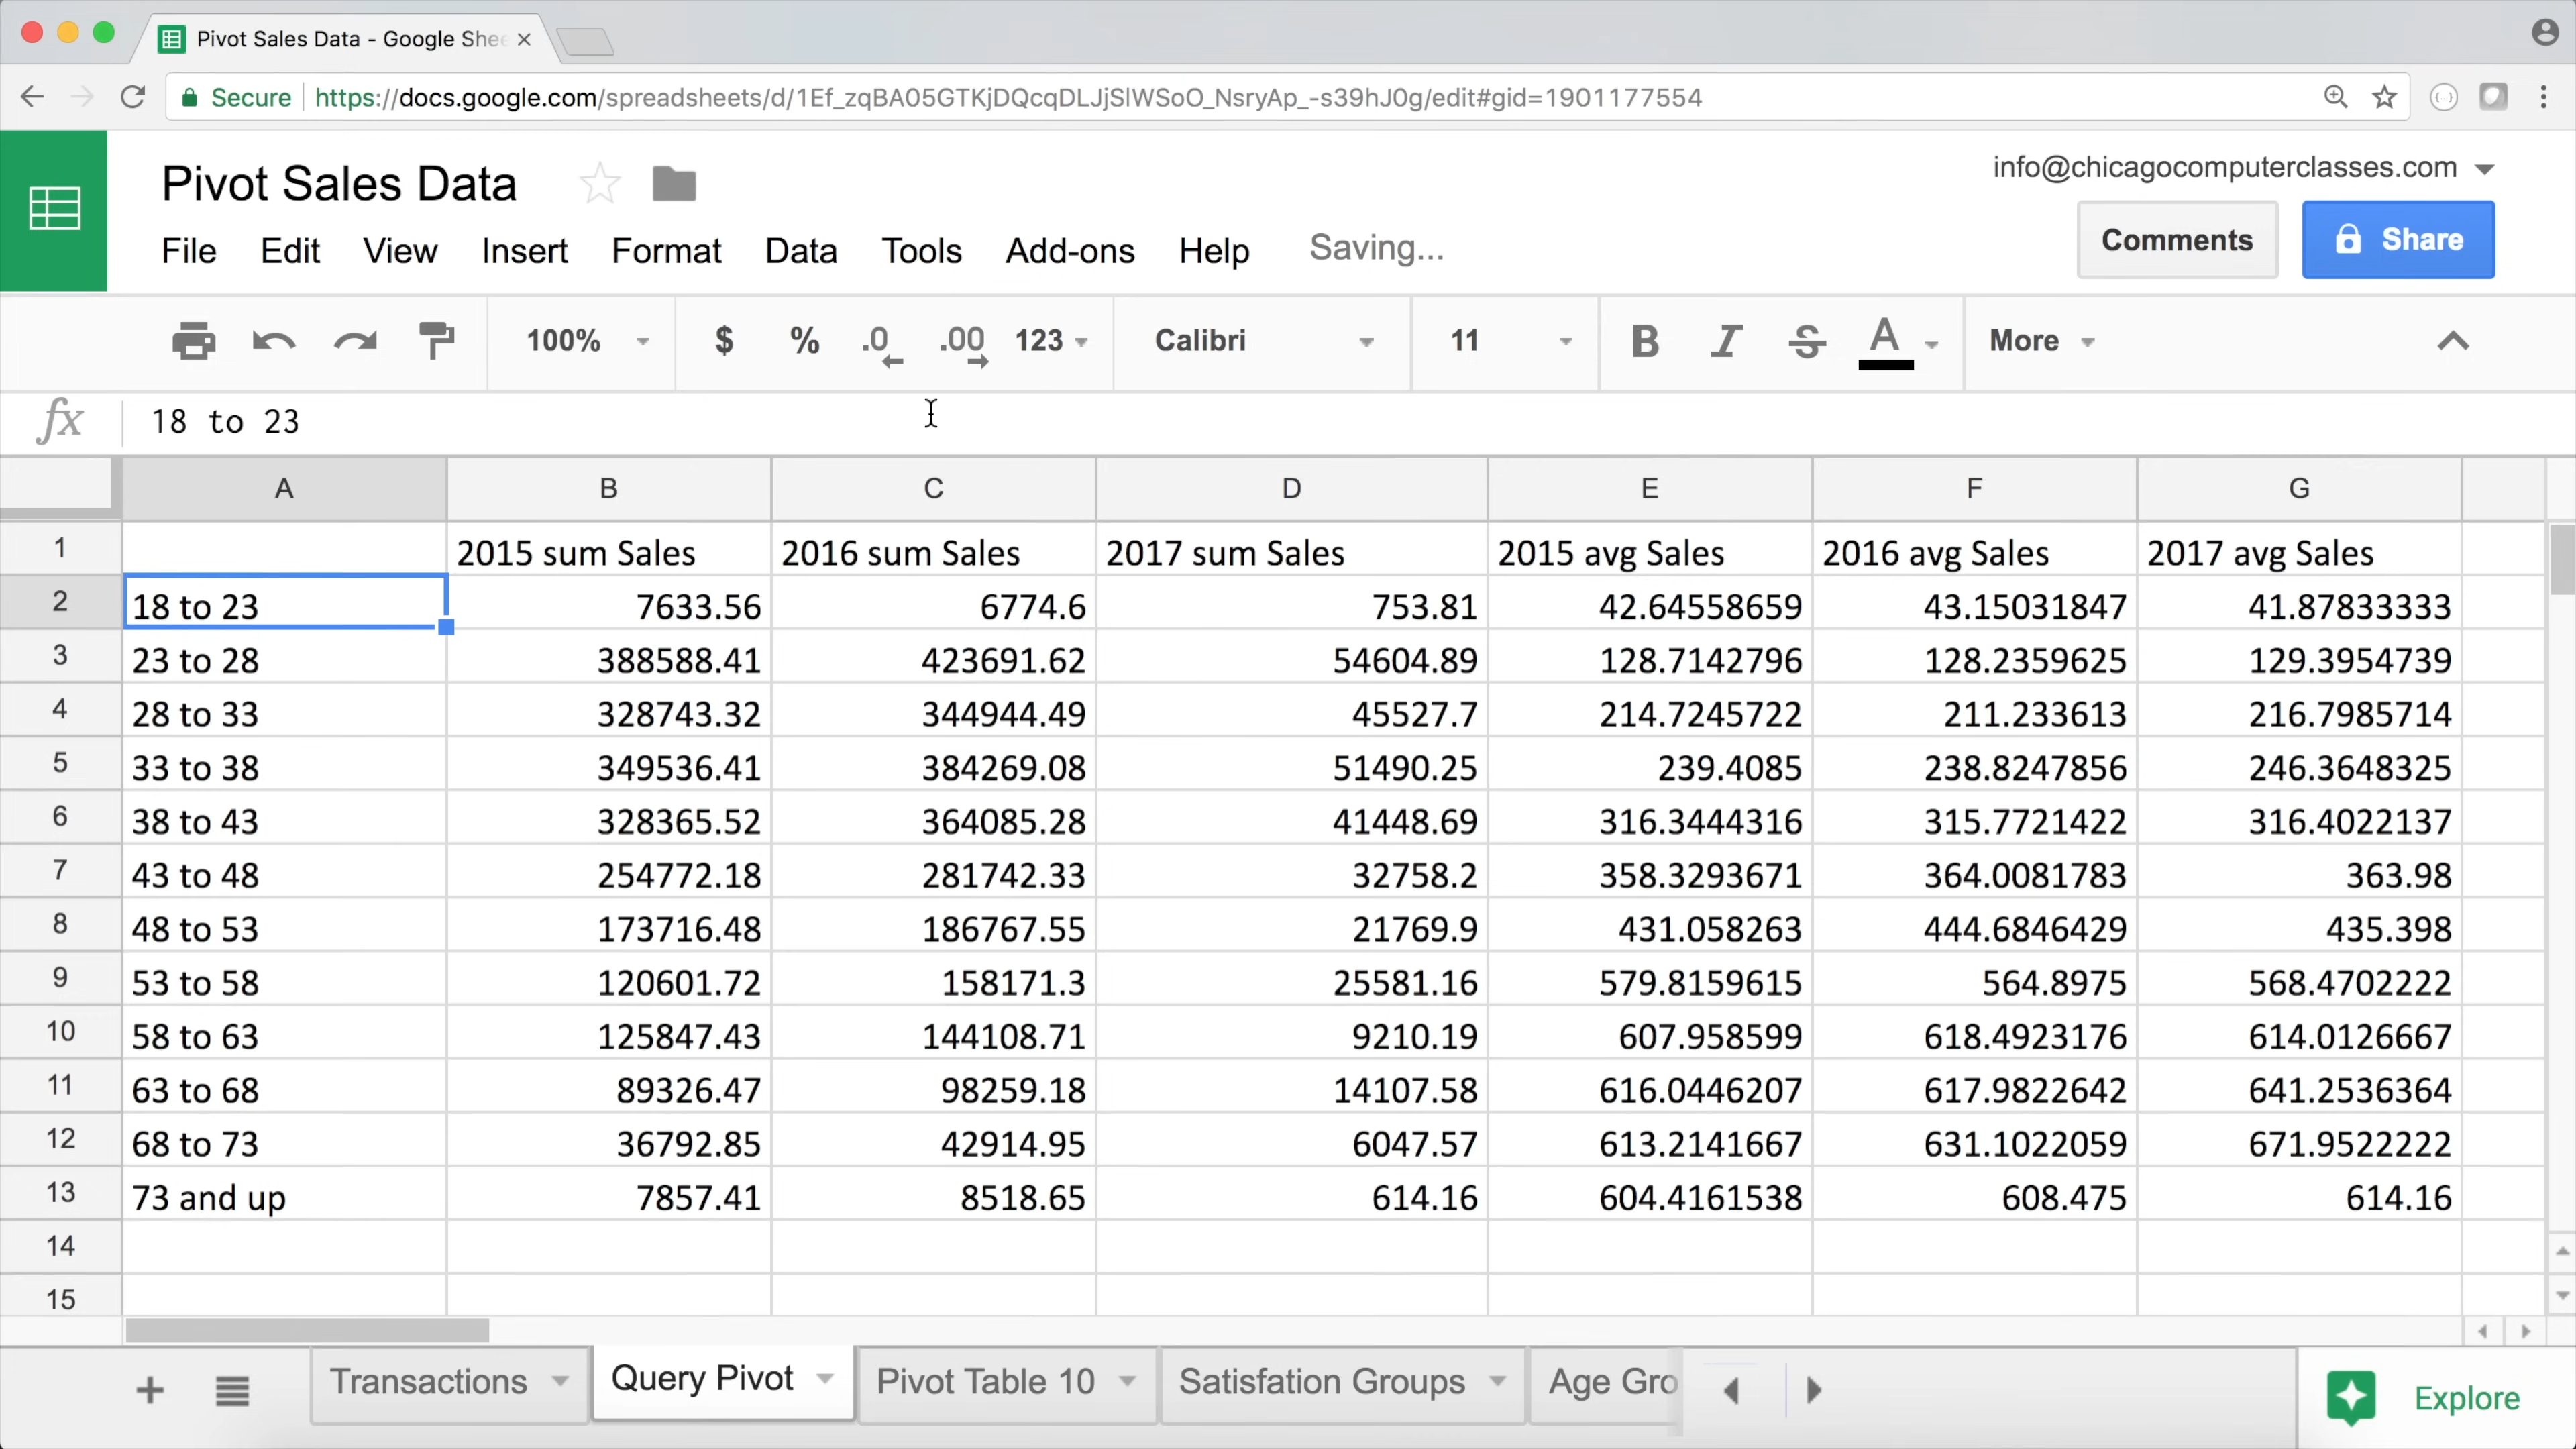 Pivot Sales Data - Google Shee
Secure https://docs.google.com/spreadsheets/d/1Ef_zqBA05GTKjDQcqDLJjSlWSoO_NsryAp_-s39hJ0g/edit#gid=1901177554
Pivot Sales Data
info@chicagocomputerclasses.com
File Edit View Insert Format Data Tools Add-ons Help Saving...
Comments Share
100% $ % .0 .00 123 Calibri 11 B I S A More
fx 18 to 23
A B C D E F G
1 2015 sum Sales 2016 sum Sales 2017 sum Sales 2015 avg Sales 2016 avg Sales 2017 avg Sales
2 18 to 23 7633.56 6774.6 753.81 42.64558659 43.15031847 41.87833333
3 23 to 28 388588.41 423691.62 54604.89 128.7142796 128.2359625 129.3954739
4 28 to 33 328743.32 344944.49 45527.7 214.7245722 211.233613 216.7985714
5 33 to 38 349536.41 384269.08 51490.25 239.4085 238.8247856 246.3648325
6 38 to 43 328365.52 364085.28 41448.69 316.3444316 315.7721422 316.4022137
7 43 to 48 254772.18 281742.33 32758.2 358.3293671 364.0081783 363.98
8 48 to 53 173716.48 186767.55 21769.9 431.058263 444.6846429 435.398
9 53 to 58 120601.72 158171.3 25581.16 579.8159615 564.8975 568.4702222
10 58 to 63 125847.43 144108.71 9210.19 607.958599 618.4923176 614.0126667
11 63 to 68 89326.47 98259.18 14107.58 616.0446207 617.9822642 641.2536364
12 68 to 73 36792.85 42914.95 6047.57 613.2141667 631.1022059 671.9522222
13 73 and up 7857.41 8518.65 614.16 604.4161538 608.475 614.16
14
15
Transactions Query Pivot Pivot Table 10 Satisfation Groups Age Gro Explore